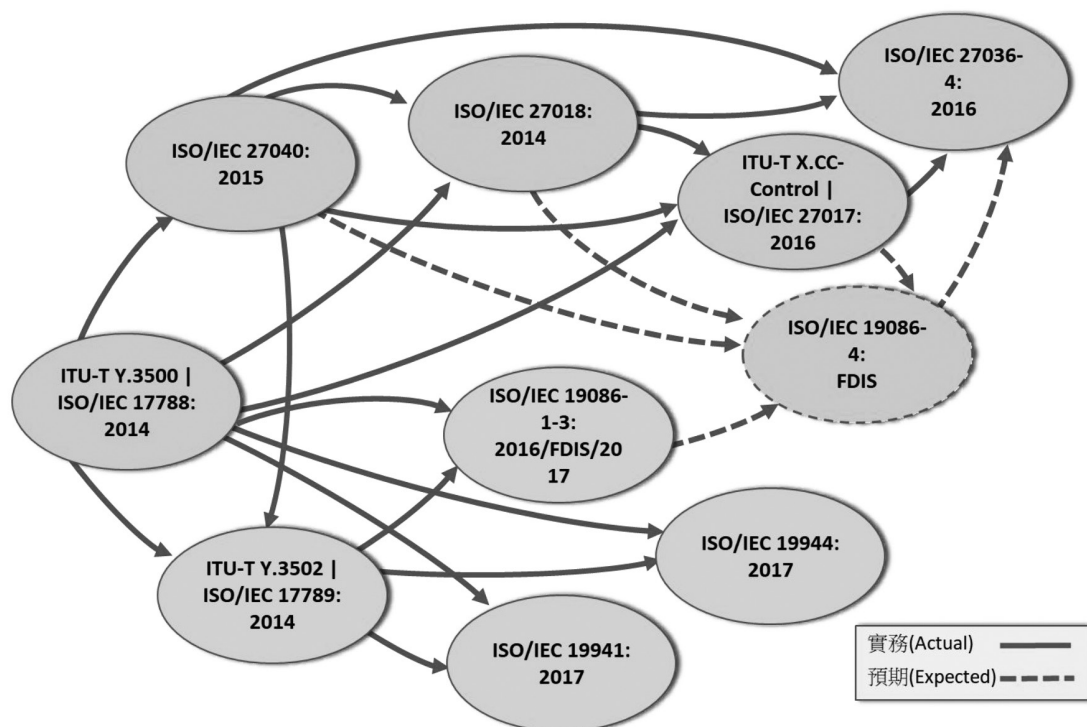 ISO/IEC 27036-
4:
2016
ISO/IEC 27018:
2014
ISO/IEC 27040:
2015
ITU-T X.CC-
Control |
ISO/IEC 27017:
2016
ISO/IEC 19086-
4:
FDIS
ITU-T Y.3500 |
ISO/IEC 17788:
2014
ISO/IEC 19086-
1-3:
2016/FDIS/20
17
ISO/IEC 19944:
2017
ITU-T Y.3502 |
ISO/IEC 17789:
2014
ISO/IEC 19941:
2017
實務(Actual)
預期(Expected)